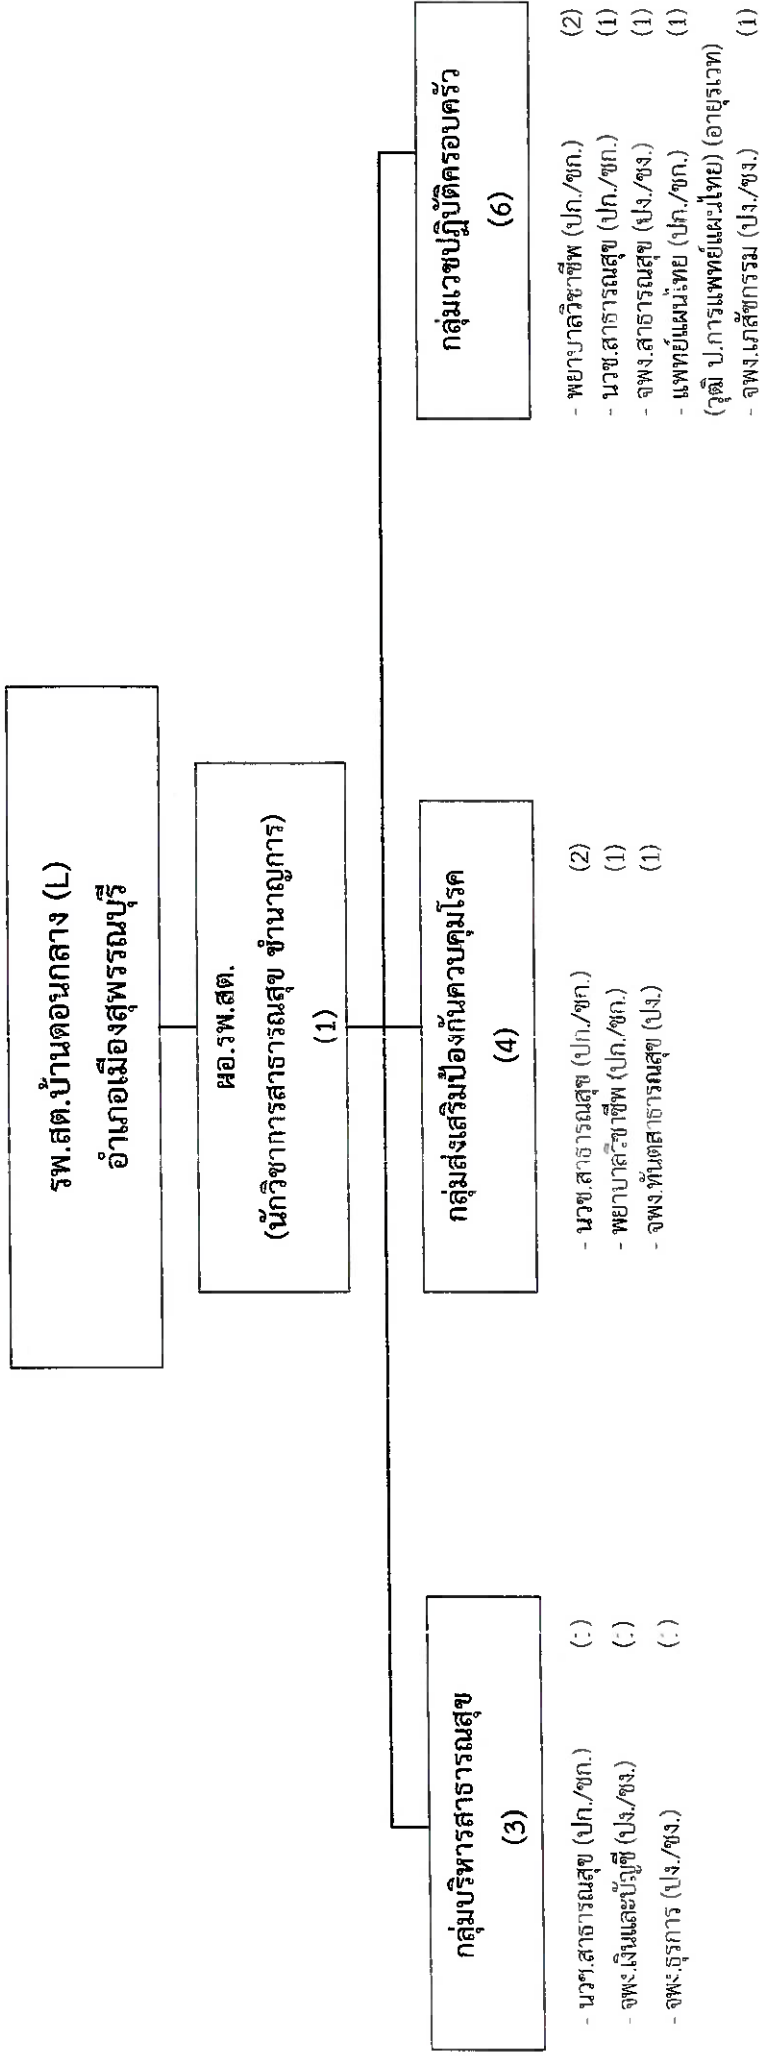 รพ.สต.บ้านดอนกลาง (L)
อำเภอเมืองสุพรรณบุรี
ผอ.รพ.สต.
(นักวิชาการสาธารณสุข ชำนาญการ)
(1)
กลุ่มบริหารสาธารณสุข
(3)
- นวช.สาธารณสุข (ปก./ชก.)
- จพง.เงินและบัญชี (ปง./ชง.)
- จพง.ธุรการ (ปง./ชง.)
กลุ่มส่งเสริมป้องกันควบคุมโรค
(4)
- นวช.สาธารณสุข (ปก./ชก.) (2)
- พยาบาลวิชาชีพ (ปก./ชก.) (1)
- จพง.ทันตสาธารณสุข (ปง.) (1)
กลุ่มเวชปฏิบัติครอบครัว
(6)
- พยาบาลวิชาชีพ (ปก./ชก.) (2)
- นวช.สาธารณสุข (ปก./ชก.) (1)
- จพง.สาธารณสุข (ปง./ชง.) (1)
- แพทย์แผนไทย (ปก./ชก.) (1)
(วุฒิ ป.การแพทย์แผนไทย) (อายุรเวท)
- จพง.เภสัชกรรม (ปง./ชง.) (1)